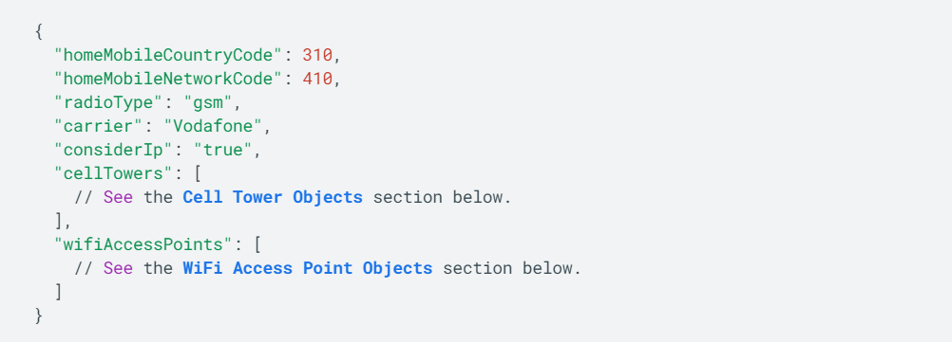 {
  "homeMobileCountryCode": 310,
  "homeMobileNetworkCode": 410,
  "radioType": "gsm",
  "carrier": "Vodafone",
  "considerIp": "true",
  "cellTowers": [
    // See the Cell Tower Objects section below.
  ],
  "wifiAccessPoints": [
    // See the WiFi Access Point Objects section below.
  ]
}